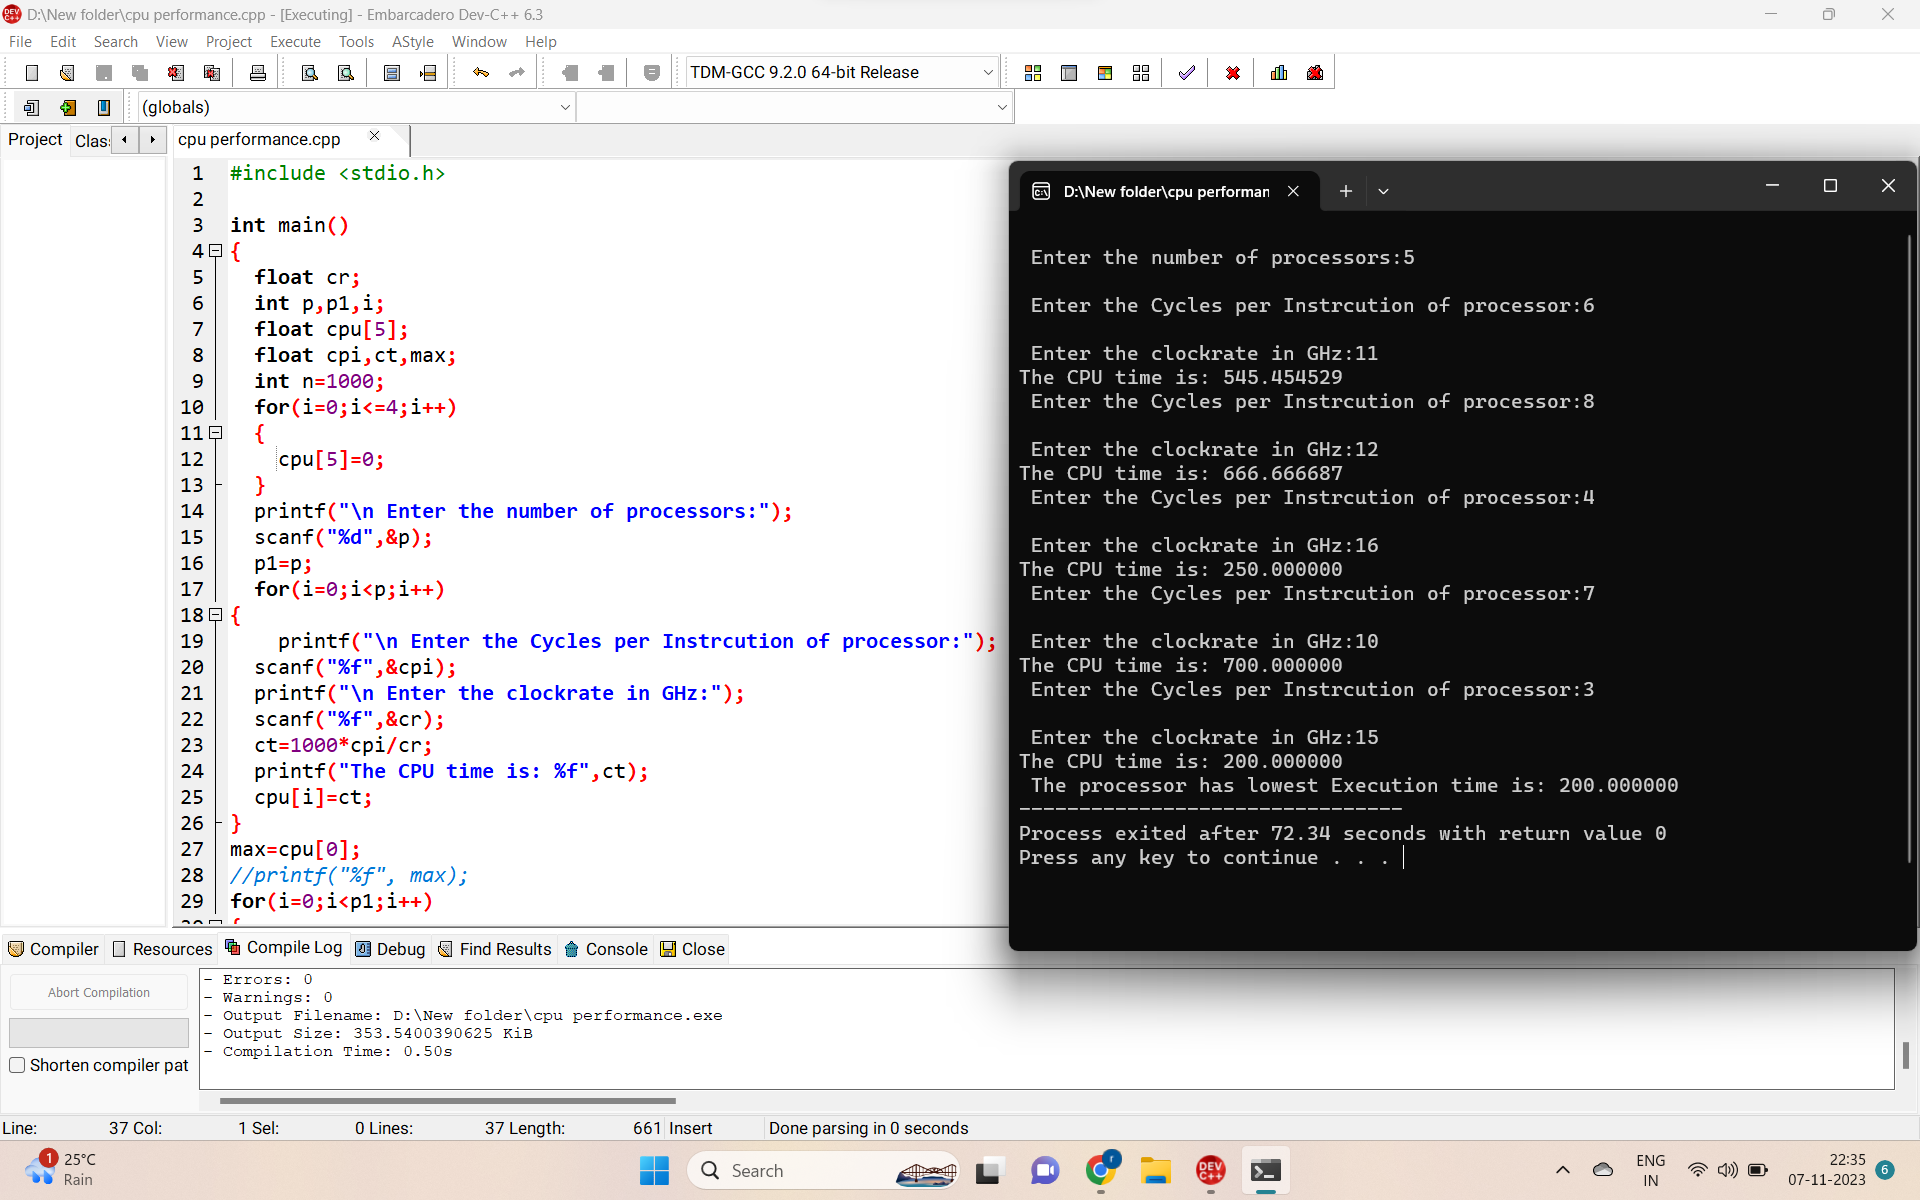 D:\New folder\cpu performance.cpp - [Executing] - Embarcadero Dev-C++ 6.3
File Edit Search View Project Execute Tools AStyle Window Help
TDM-GCC 9.2.0 64-bit Release
(globals)
Project Clas
cpu performance.cpp
1 #include <stdio.h>
2
3 int main()
4 {
5 float cr;
6 int p,p1,i;
7 float cpu[5];
8 float cpi,ct,max;
9 int n=1000;
10 for(i=0;i<=4;i++)
11 {
12 cpu[5]=0;
13 }
14 printf("\n Enter the number of processors:");
15 scanf("%d",&p);
16 p1=p;
17 for(i=0;i<p;i++)
18 {
19 printf("\n Enter the Cycles per Instrcution of processor:");
20 scanf("%f",&cpi);
21 printf("\n Enter the clockrate in GHz:");
22 scanf("%f",&cr);
23 ct=1000*cpi/cr;
24 printf("The CPU time is: %f",ct);
25 cpu[i]=ct;
26 }
27 max=cpu[0];
28 //printf("%f", max);
29 for(i=0;i<p1;i++)
30 {
D:\New folder\cpu performan
Enter the number of processors:5
Enter the Cycles per Instrcution of processor:6
Enter the clockrate in GHz:11
The CPU time is: 545.454529
Enter the Cycles per Instrcution of processor:8
Enter the clockrate in GHz:12
The CPU time is: 666.666687
Enter the Cycles per Instrcution of processor:4
Enter the clockrate in GHz:16
The CPU time is: 250.000000
Enter the Cycles per Instrcution of processor:7
Enter the clockrate in GHz:10
The CPU time is: 700.000000
Enter the Cycles per Instrcution of processor:3
Enter the clockrate in GHz:15
The CPU time is: 200.000000
The processor has lowest Execution time is: 200.000000
--------------------------------
Process exited after 72.34 seconds with return value 0
Press any key to continue . . .
Compiler Resources Compile Log Debug Find Results Console Close
Abort Compilation
Shorten compiler pat
- Errors: 0
- Warnings: 0
- Output Filename: D:\New folder\cpu performance.exe
- Output Size: 353.5400390625 KiB
- Compilation Time: 0.50s
Line: 37 Col: 1 Sel: 0 Lines: 37 Length: 661 Insert Done parsing in 0 seconds
1
25°C
Rain
Search
r
DEV C++
ENG
IN
22:35
07-11-2023
6